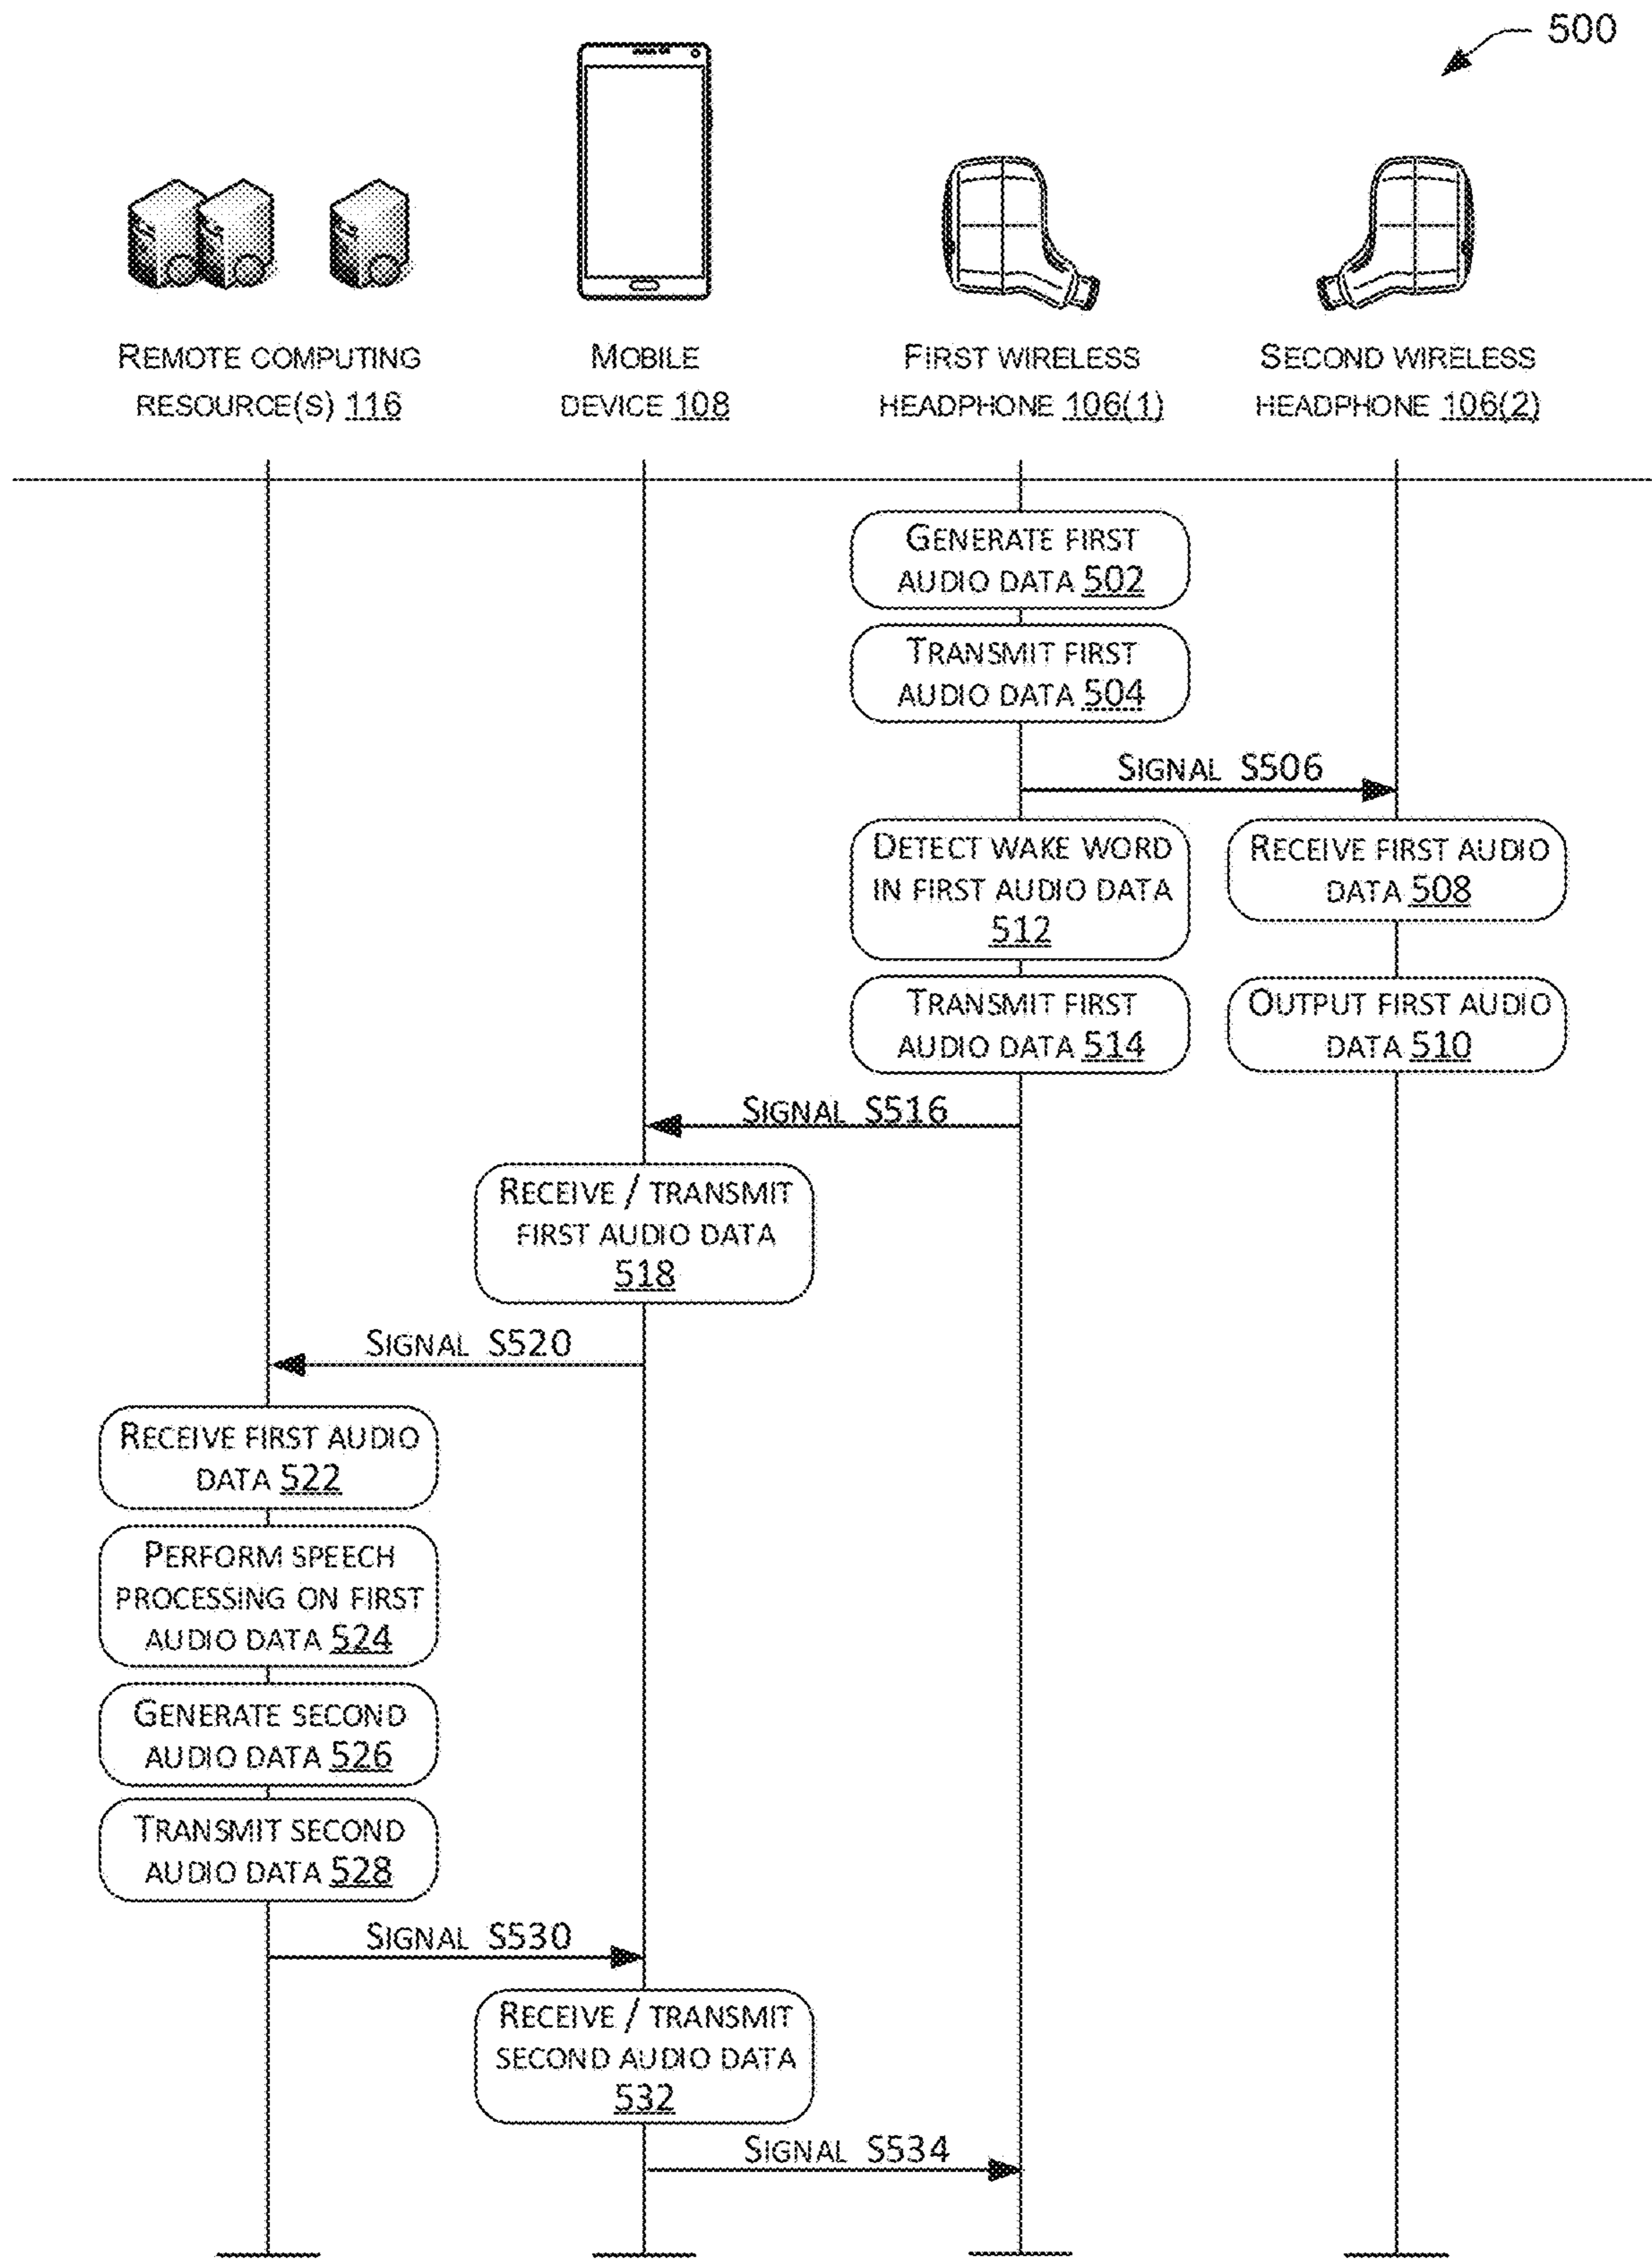 500
REMOTE COMPUTING
RESOURCE(S) 116
MOBILE
DEVICE 108
FIRST WIRELESS
HEADPHONE 106(1)
SECOND WIRELESS
HEADPHONE 106(2)
GENERATE FIRST
AUDIO DATA 502
TRANSMIT FIRST
AUDIO DATA 504
SIGNAL S506
DETECT WAKE WORD
IN FIRST AUDIO DATA
512
RECEIVE FIRST AUDIO
DATA 508
TRANSMIT FIRST
AUDIO DATA 514
OUTPUT FIRST AUDIO
DATA 510
SIGNAL S516
RECEIVE / TRANSMIT
FIRST AUDIO DATA
518
SIGNAL S520
RECEIVE FIRST AUDIO
DATA 522
PERFORM SPEECH
PROCESSING ON FIRST
AUDIO DATA 524
GENERATE SECOND
AUDIO DATA 526
TRANSMIT SECOND
AUDIO DATA 528
SIGNAL S530
RECEIVE / TRANSMIT
SECOND AUDIO DATA
532
SIGNAL S534